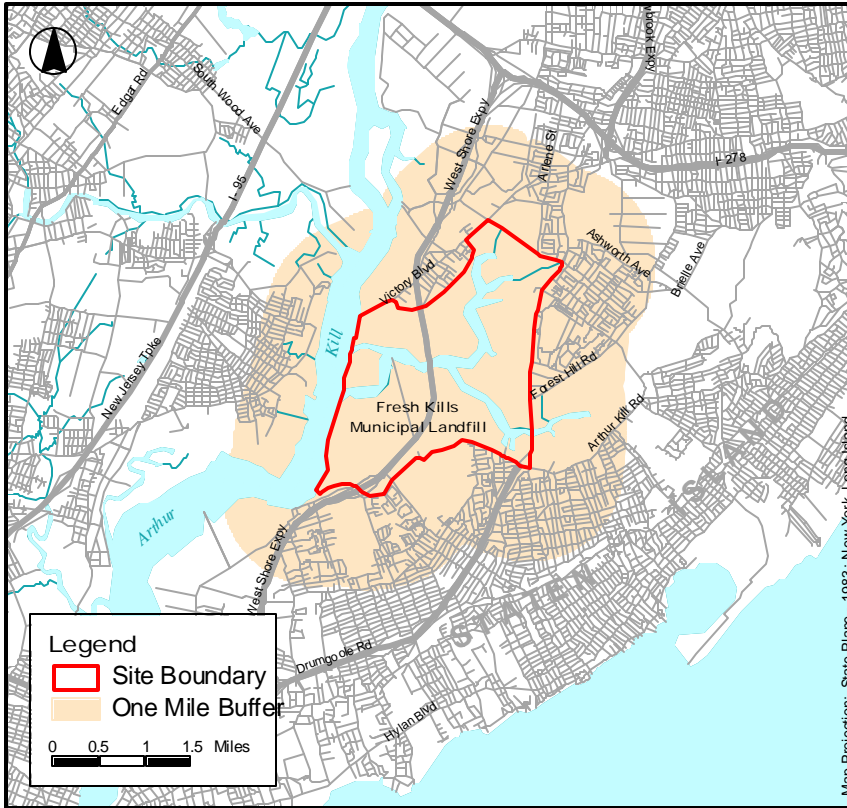 Edgar Rd
South Wood Ave
I- 95
West Shore Expy
Arlene St
I- 278
Ashworth Ave
Brielle Ave
Victory Blvd
Kill
New Jersey Tpke
Forest Hill Rd
Fresh Kills
Municipal Landfill
Arthur Kill Rd
Arthur
West Shore Expy
STATEN ISLAND
Drumgoole Rd
Hylan Blvd
Legend
Site Boundary
One Mile Buffer
0 0.5 1 1.5 Miles